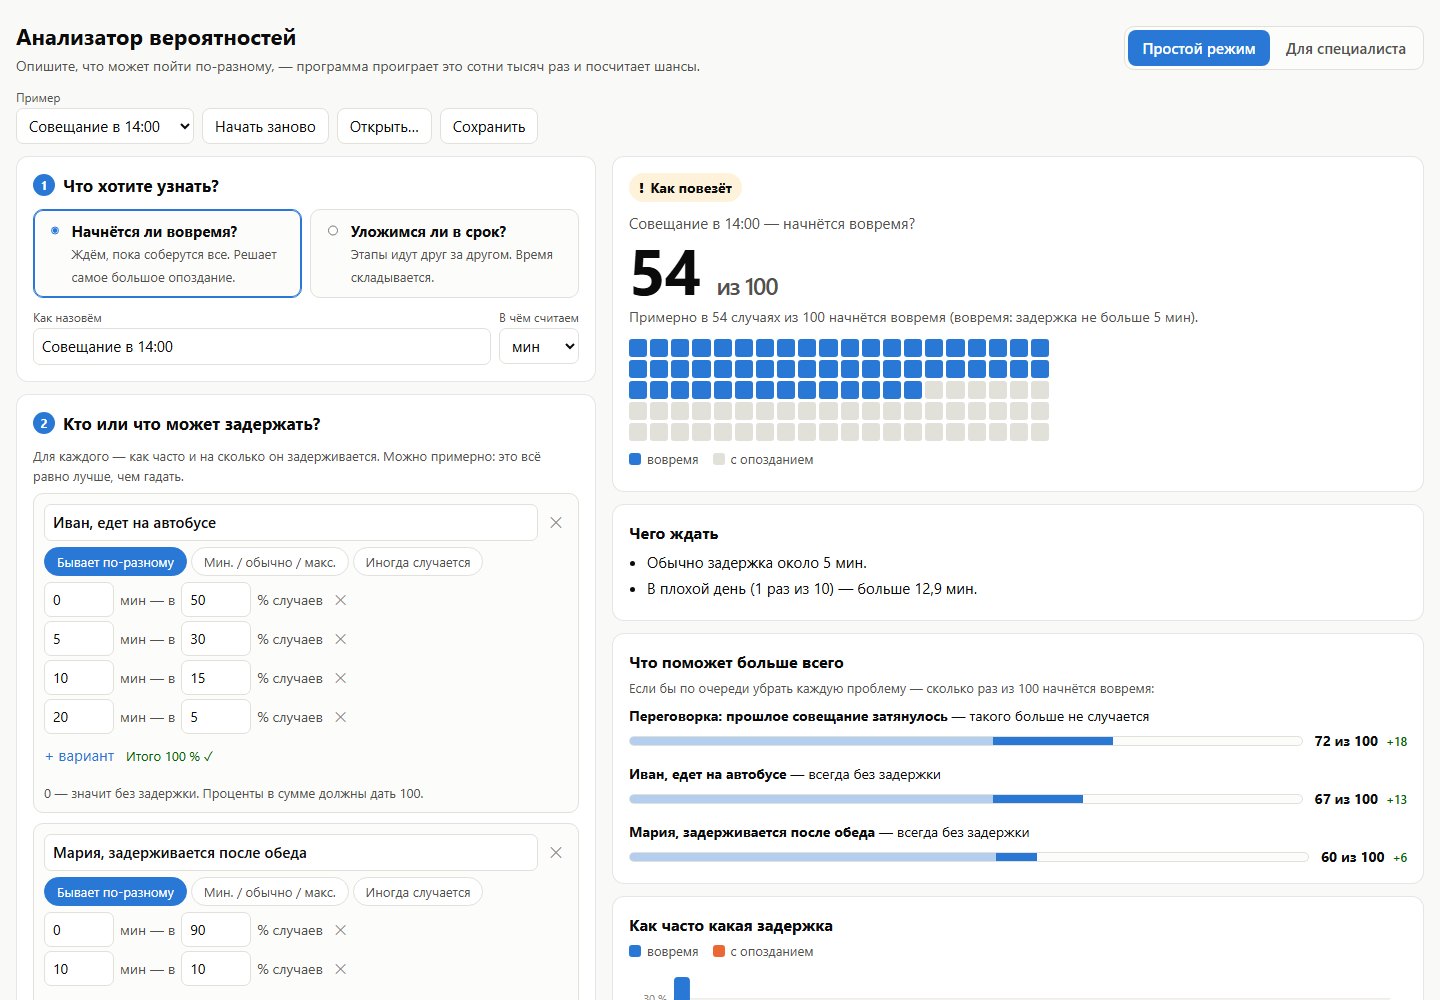 Анализатор вероятностей
Опишите, что может пойти по-разному, — программа проиграет это сотни тысяч раз и посчитает шансы.
Простой режим
Для специалиста
Пример
Совещание в 14:00
Начать заново
Открыть...
Сохранить
1 Что хотите узнать?
Начнётся ли вовремя?
Ждём, пока соберутся все. Решает
самое большое опоздание.
Уложимся ли в срок?
Этапы идут друг за другом. Время
складывается.
Как назовём
В чём считаем
Совещание в 14:00
мин
2 Кто или что может задержать?
Для каждого — как часто и на сколько он задерживается. Можно примерно: это всё
равно лучше, чем гадать.
Иван, едет на автобусе
Бывает по-разному
Мин. / обычно / макс.
Иногда случается
0 мин — в 50 % случаев
5 мин — в 30 % случаев
10 мин — в 15 % случаев
20 мин — в 5 % случаев
+ вариант Итого 100 % ✓
0 — значит без задержки. Проценты в сумме должны дать 100.
Мария, задерживается после обеда
Бывает по-разному
Мин. / обычно / макс.
Иногда случается
0 мин — в 90 % случаев
10 мин — в 10 % случаев
! Как повезёт
Совещание в 14:00 — начнётся вовремя?
54 из 100
Примерно в 54 случаях из 100 начнётся вовремя (вовремя: задержка не больше 5 мин).
вовремя с опозданием
Чего ждать
• Обычно задержка около 5 мин.
• В плохой день (1 раз из 10) — больше 12,9 мин.
Что поможет больше всего
Если бы по очереди убрать каждую проблему — сколько раз из 100 начнётся вовремя:
Переговорка: прошлое совещание затянулось — такого больше не случается
72 из 100 +18
Иван, едет на автобусе — всегда без задержки
67 из 100 +13
Мария, задерживается после обеда — всегда без задержки
60 из 100 +6
Как часто какая задержка
вовремя с опозданием
30 %